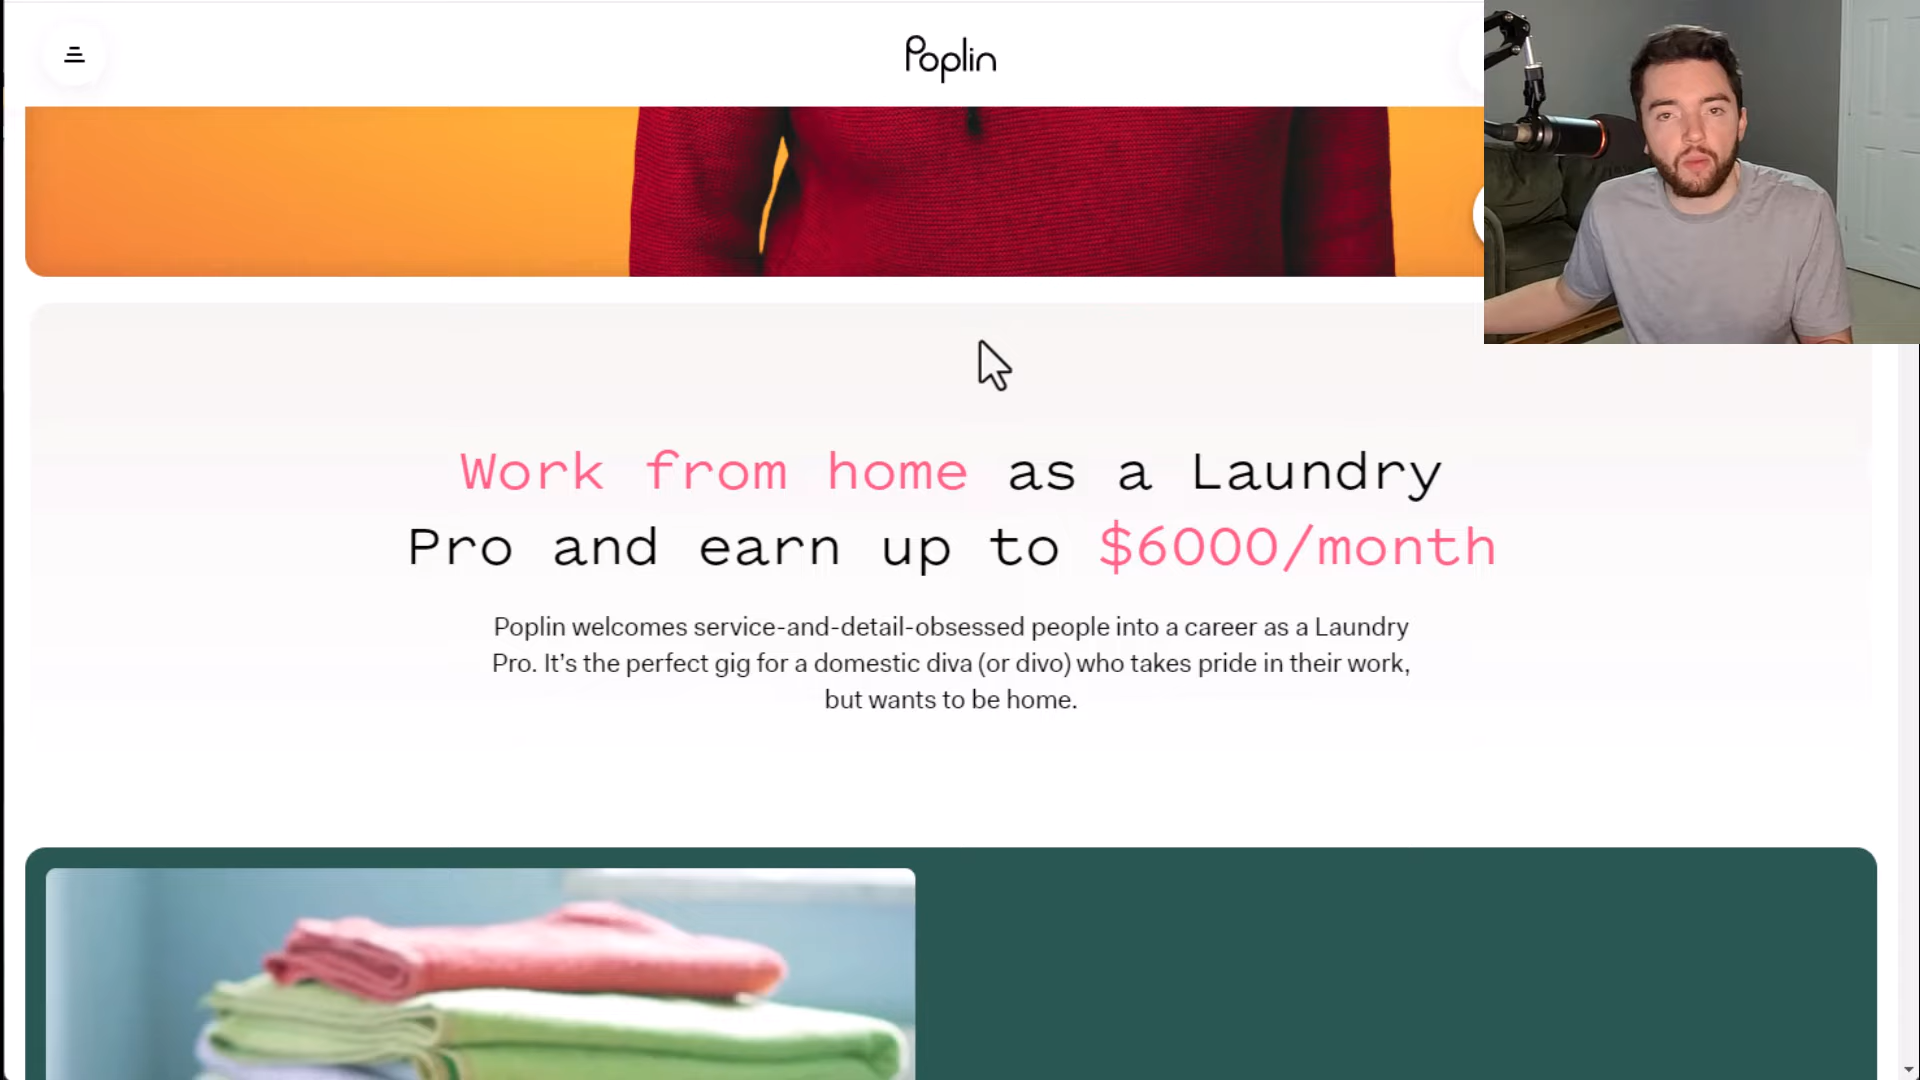 Poplin
Work from home as a Laundry
Pro and earn up to $6000/month
Poplin welcomes service-and-detail-obsessed people into a career as a Laundry
Pro. It’s the perfect gig for a domestic diva (or divo) who takes pride in their work,
but wants to be home.